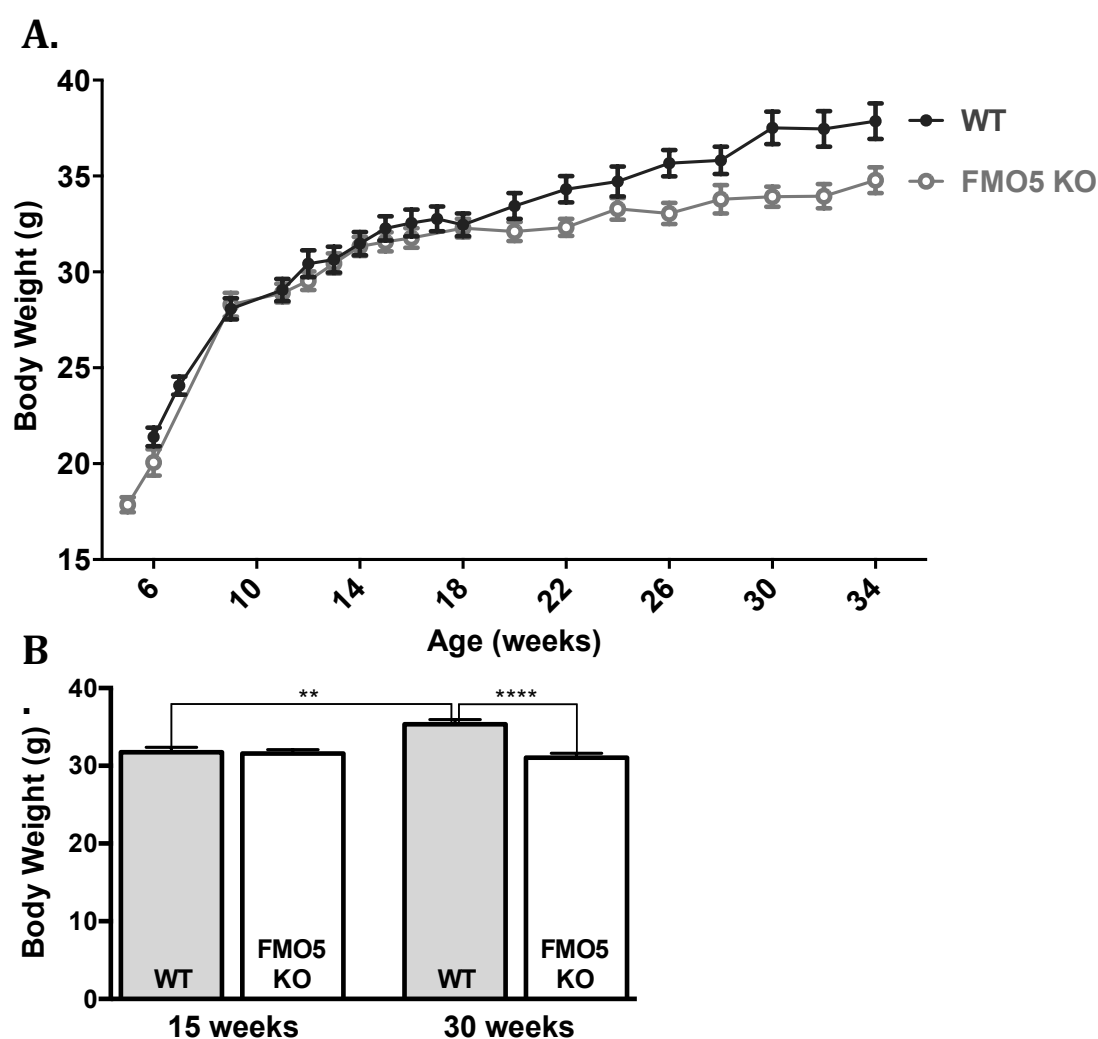 A.
40
35
30
25
20
15
Body Weight (g)
6
10
14
18
22
26
30
34
Age (weeks)
WT
FMO5 KO
B
.
40
30
20
10
0
Body Weight (g)
**
****
WT
FMO5
KO
WT
FMO5
KO
15 weeks
30 weeks